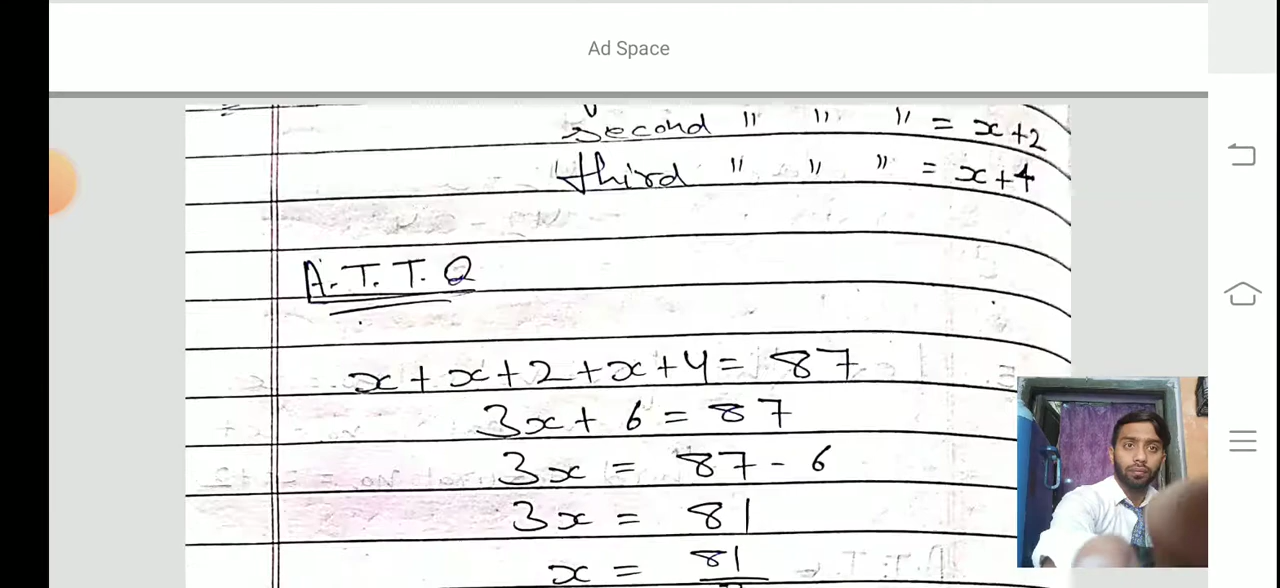 Ad Space
second " " " = x+2
third " " " = x+4
A.T.T.Q
x+x+2+x+4= 87
3x+ 6 = 87
3x = 87 - 6
3x = 81
x = 81